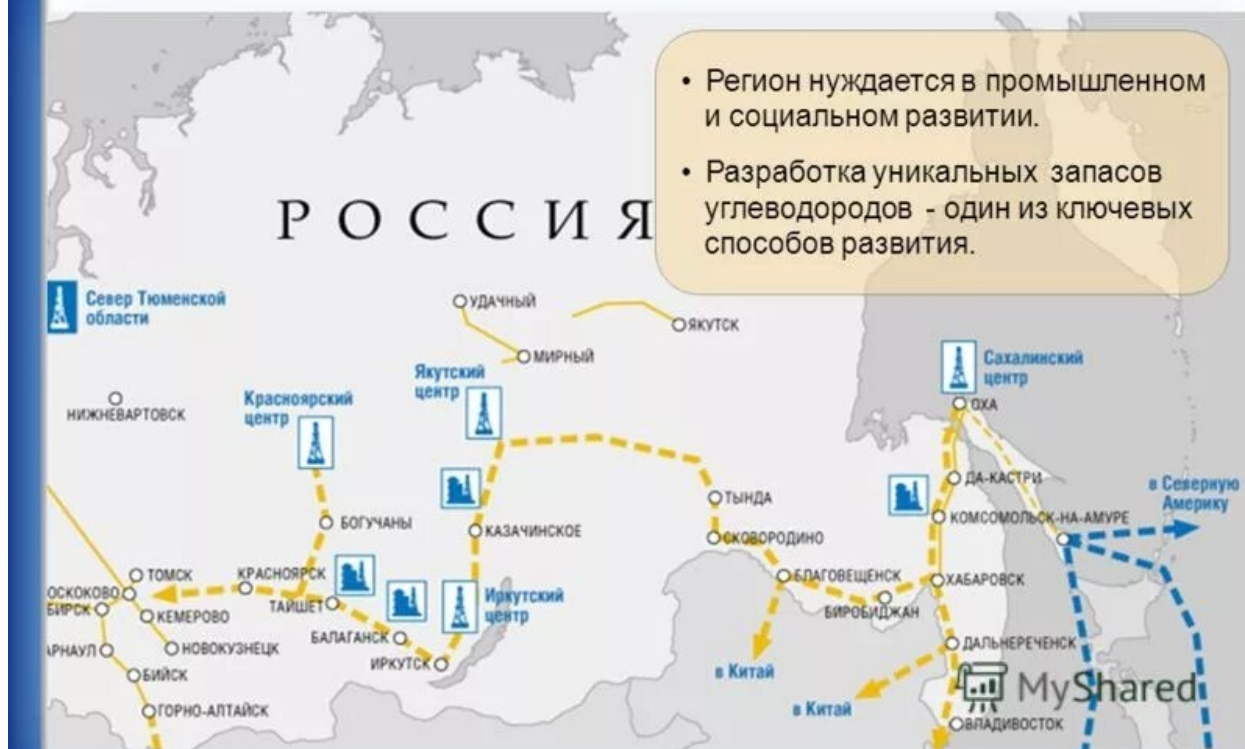 • Регион нуждается в промышленном
и социальном развитии.
• Разработка уникальных запасов
углеводородов - один из ключевых
способов развития.
РОССИЯ
Север Тюменской
области
УДАЧНЫЙ
ЯКУТСК
МИРНЫЙ
Якутский
центр
Сахалинский
центр
Красноярский
центр
НИЖНЕВАРТОВСК
ОХА
ДА-КАСТРИ
в Северную
Америку
ТЫНДА
БОГУЧАНЫ
КАЗАЧИНСКОЕ
КОМСОМОЛЬСК-НА-АМУРЕ
СКОВОРОДИНО
ТОМСК
КРАСНОЯРСК
БЛАГОВЕЩЕНСК
ХАБАРОВСК
ОСКОКОВО
Иркутский
центр
БИРСК
КЕМЕРОВО
ТАЙШЕТ
БИРОБИДЖАН
БАЛАГАНСК
ДАЛЬНЕРЕЧЕНСК
АРНАУЛ
НОВОКУЗНЕЦК
ИРКУТСК
в Китай
БИЙСК
MyShared
в Китай
ГОРНО-АЛТАЙСК
ВЛАДИВОСТОК